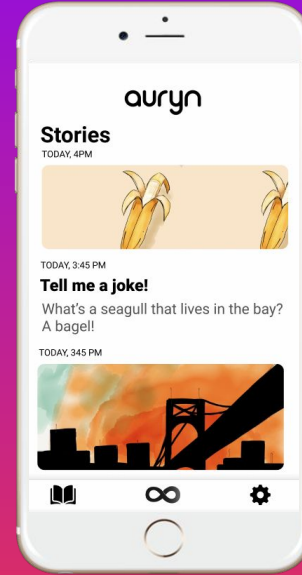 auryn
Stories
TODAY, 4PM
TODAY, 3:45 PM
Tell me a joke!
What's a seagull that lives in the bay?
A bagel!
TODAY, 345 PM